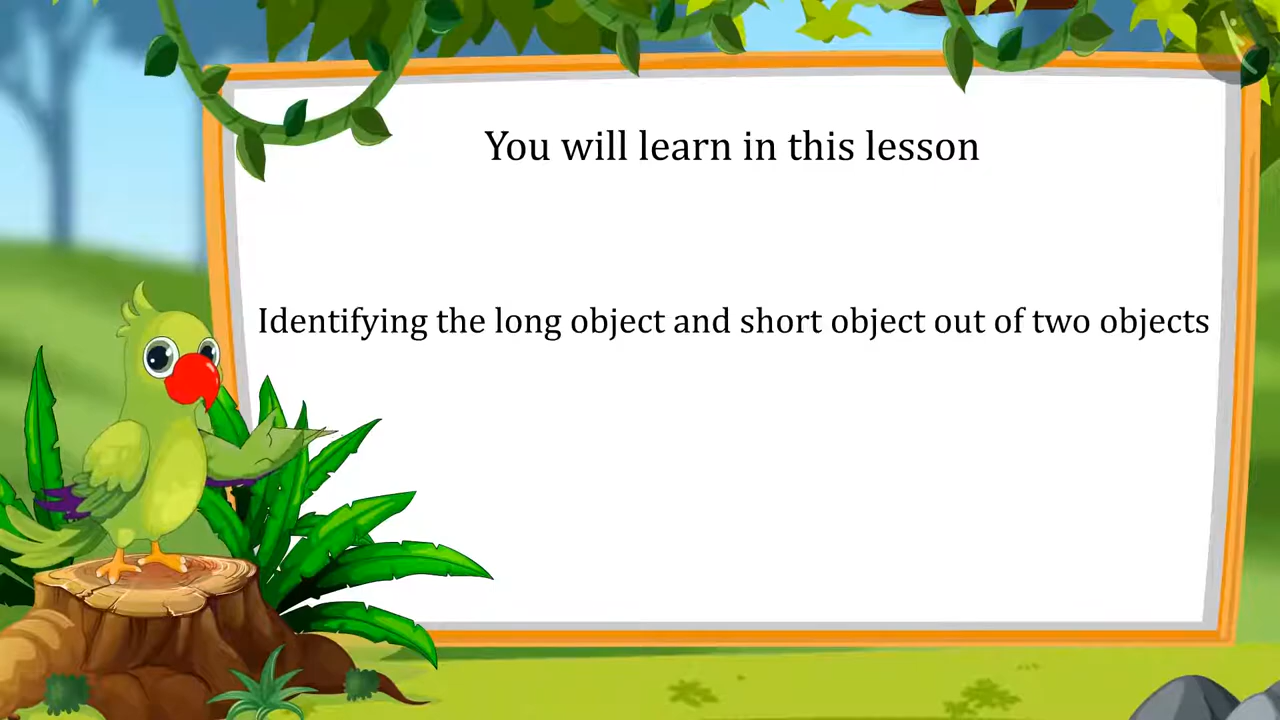 You will learn in this lesson
Identifying the long object and short object out of two objects